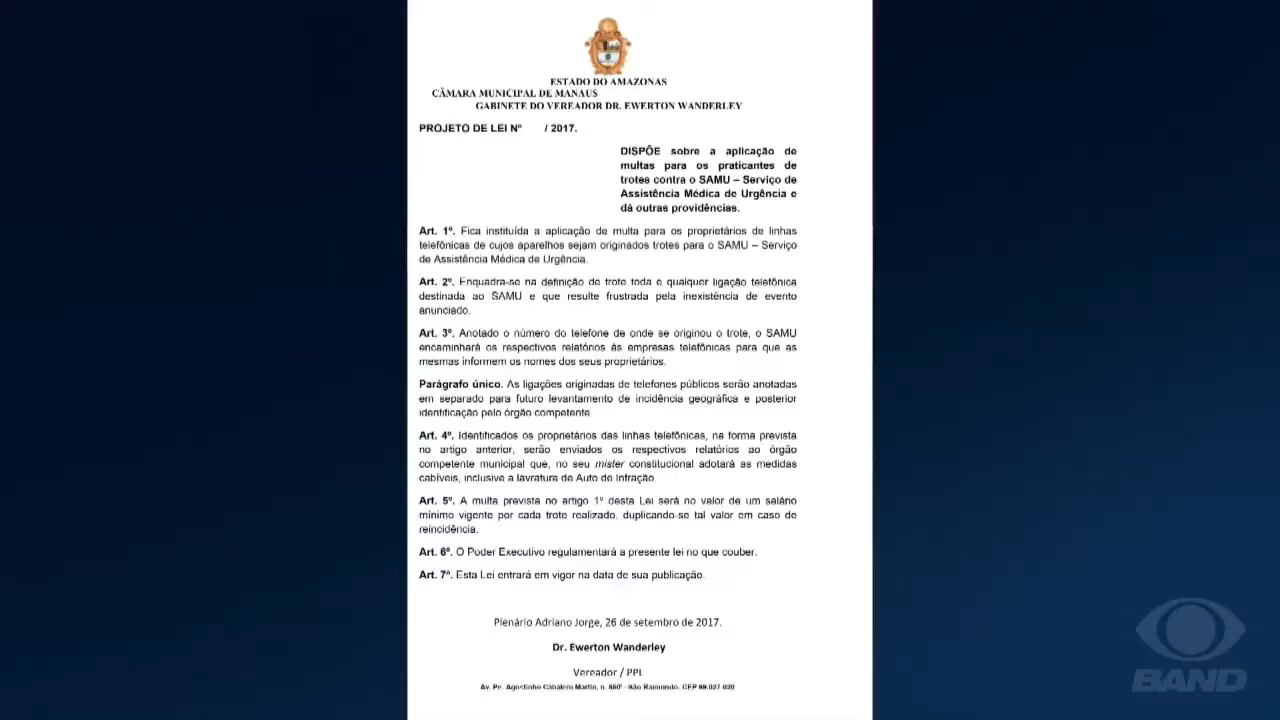 ESTADO DO AMAZONAS
CÂMARA MUNICIPAL DE MANAUS
GABINETE DO VEREADOR DR. EWERTON WANDERLEY
PROJETO DE LEI Nº / 2017.
DISPÕE sobre a aplicação de
multas para os praticantes de
trotes contra o SAMU – Serviço de
Assistência Médica de Urgência e
dá outras providências.
Art. 1º. Fica instituída a aplicação de multa para os proprietários de linhas
telefônicas de cujos aparelhos sejam originados trotes para o SAMU – Serviço
de Assistência Médica de Urgência.
Art. 2º. Enquadra-se na definição de trote toda e qualquer ligação telefônica
destinada ao SAMU e que resulte frustrada pela inexistência de evento
anunciado.
Art. 3º. Anotado o número do telefone de onde se originou o trote, o SAMU
encaminhará os respectivos relatórios às empresas telefônicas para que as
mesmas informem os nomes dos seus proprietários.
Parágrafo único. As ligações originadas de telefones públicos serão anotadas
em separado para futuro levantamento de incidência geográfica e posterior
identificação pelo órgão competente
Art. 4º. Identificados os proprietários das linhas telefônicas, na forma prevista
no artigo anterior, serão enviados os respectivos relatórios ao órgão
competente municipal que, no seu mister constitucional adotará as medidas
cabíveis, inclusive a lavratura de Auto de Infração
Art. 5º. A multa prevista no artigo 1º desta Lei será no valor de um salário
mínimo vigente por cada trote realizado, duplicando-se tal valor em caso de
reincidência.
Art. 6º. O Poder Executivo regulamentará a presente lei no que couber.
Art. 7º. Esta Lei entrará em vigor na data de sua publicação.
Plenário Adriano Jorge, 26 de setembro de 2017.
Dr. Ewerton Wanderley
Vereador / PPL
Av. Pe. Agostinho Cabalero Martin, n. 850 - São Raimundo. CEP 69.027-020
BAND